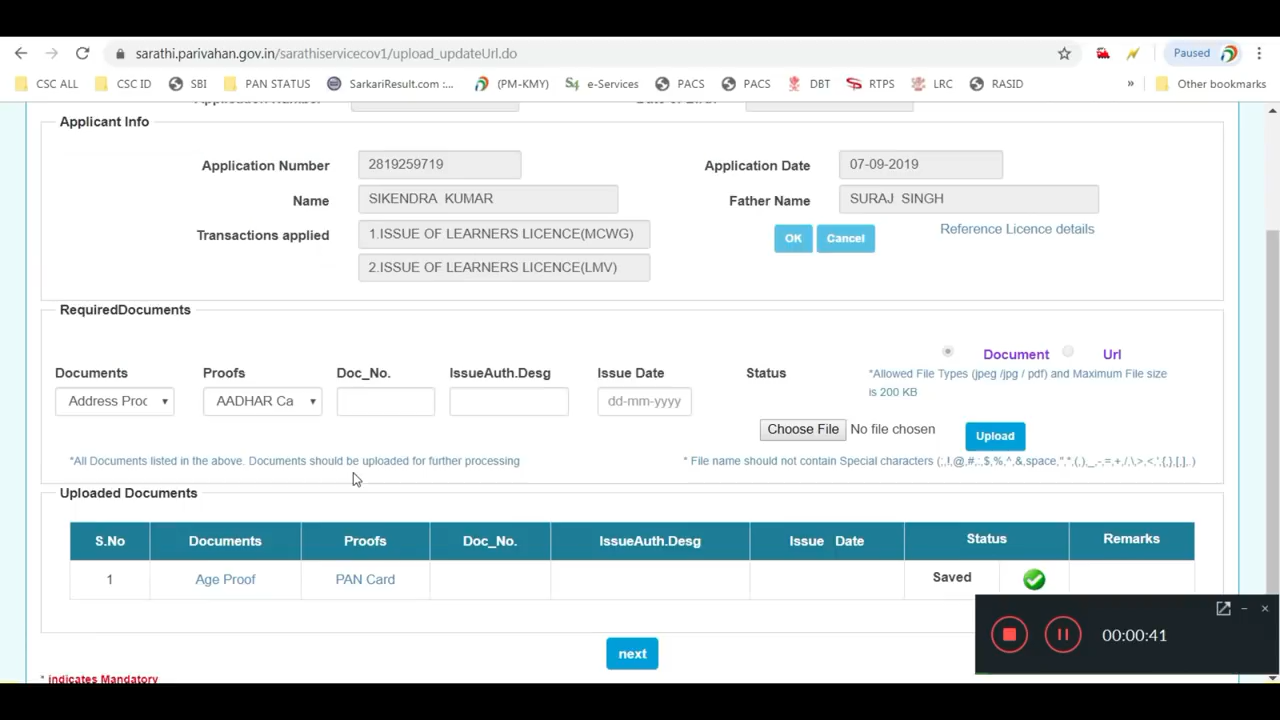 sarathi.parivahan.gov.in/sarathiservicecov1/upload_updateUrl.do
Paused
CSC ALL CSC ID SBI PAN STATUS SarkariResult.com :... (PM-KMY) e-Services PACS PACS DBT RTPS LRC RASID » Other bookmarks
Application Number Date of Birth
Applicant Info
Application Number 2819259719 Application Date 07-09-2019
Name SIKENDRA KUMAR Father Name SURAJ SINGH
Transactions applied 1.ISSUE OF LEARNERS LICENCE(MCWG) OK Cancel Reference Licence details
2.ISSUE OF LEARNERS LICENCE(LMV)
RequiredDocuments
Document Url
Documents Proofs Doc_No. IssueAuth.Desg Issue Date Status
*Allowed File Types (jpeg /jpg / pdf) and Maximum File size
is 200 KB
Address Proc AADHAR Ca dd-mm-yyyy
Choose File No file chosen Upload
*All Documents listed in the above. Documents should be uploaded for further processing
* File name should not contain Special characters
Uploaded Documents
S.No Documents Proofs Doc_No. IssueAuth.Desg Issue Date Status Remarks
1 Age Proof PAN Card Saved
00:00:41
next
* indicates Mandatory